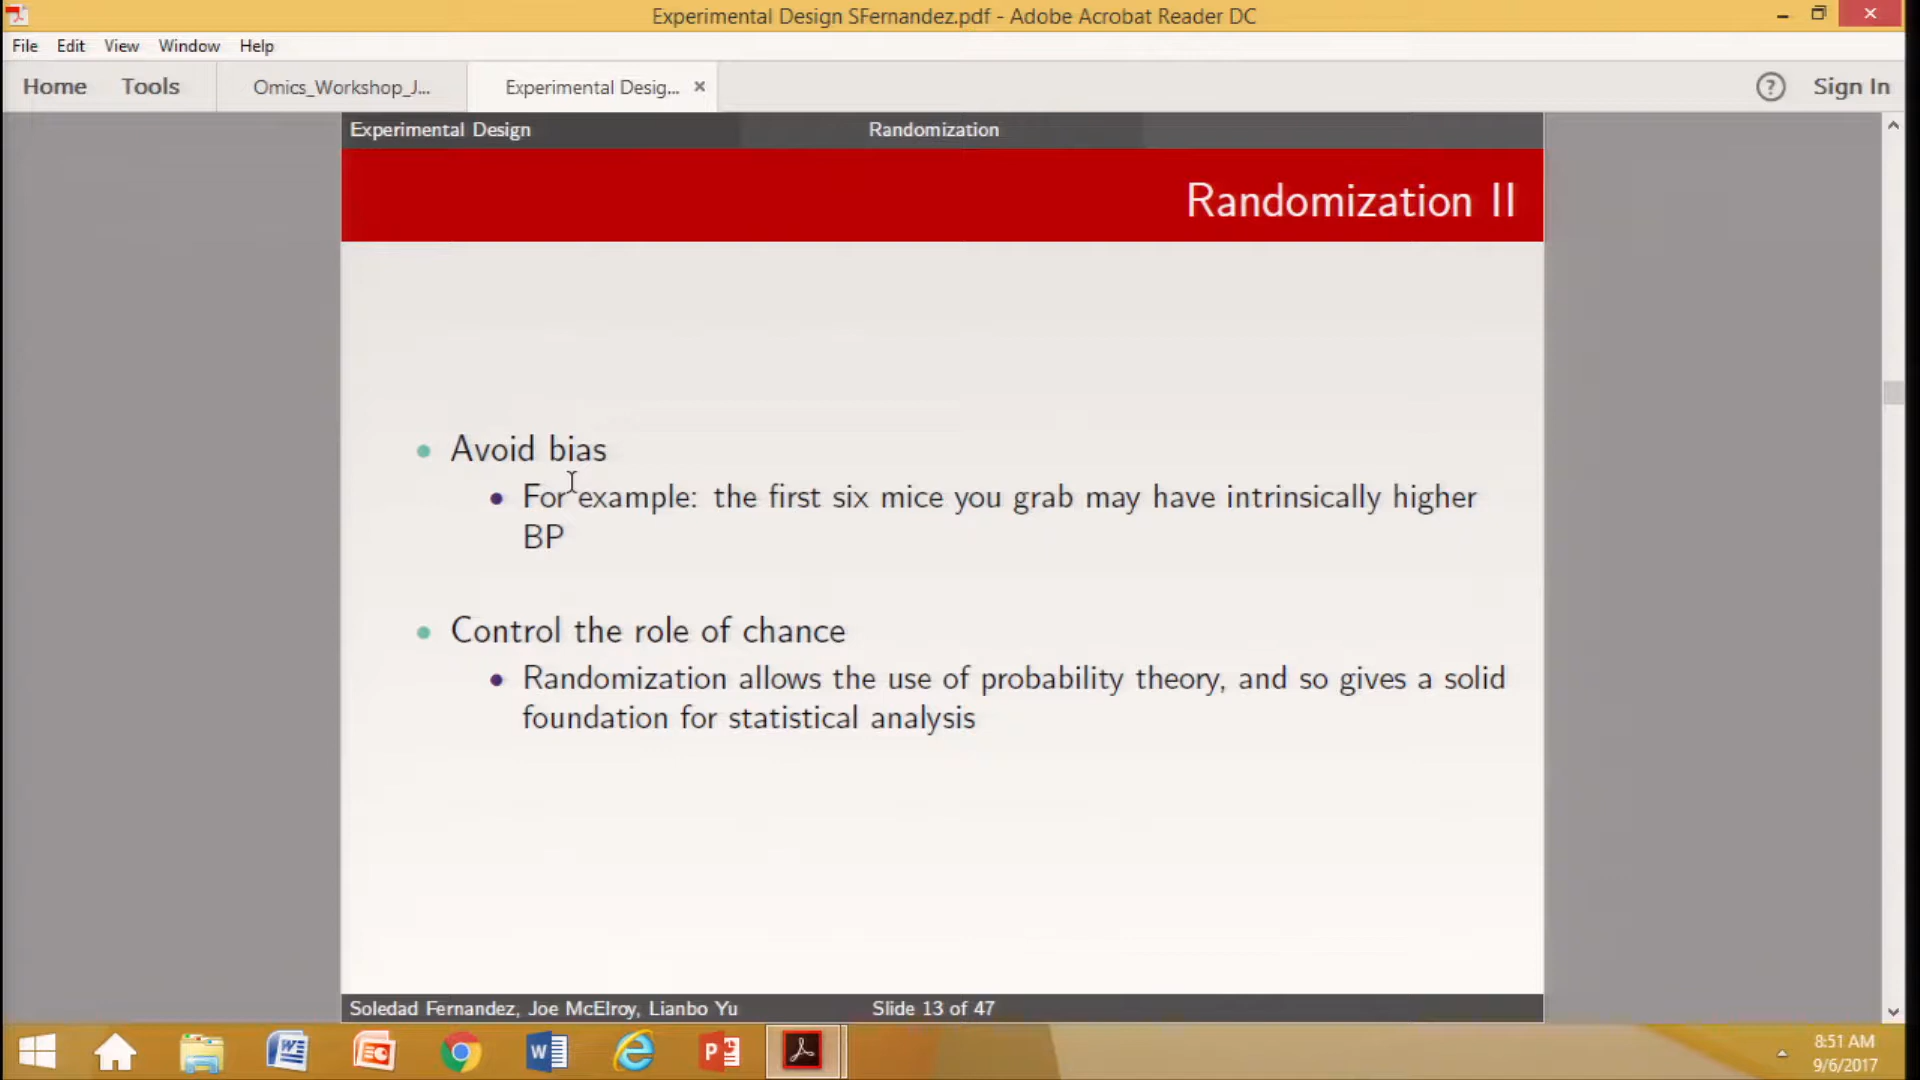 Experimental Design SFernandez.pdf - Adobe Acrobat Reader DC
File Edit View Window Help
Home Tools Omics_Workshop_J... Experimental Desig... × ? Sign In
Experimental Design Randomization
Randomization II
Avoid bias
For example: the first six mice you grab may have intrinsically higher
BP
Control the role of chance
Randomization allows the use of probability theory, and so gives a solid
foundation for statistical analysis
Soledad Fernandez, Joe McElroy, Lianbo Yu Slide 13 of 47
8:51 AM
9/6/2017